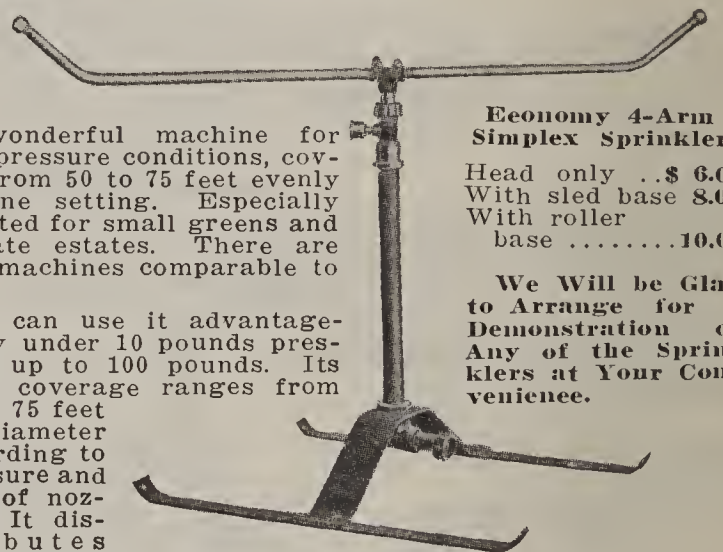 wonderful machine for
pressure conditions, cov-
from 50 to 75 feet evenly
ne setting. Especially
ted for small greens and
ate estates. There are
machines comparable to
can use it advantage-
y under 10 pounds pres-
up to 100 pounds. Its
coverage ranges from
75 feet
iameter
rding to
sure and
of noz-
It dis-
butes
Economy 4-Arm
Simplex Sprinkler
Head only ..$ 6.0
With sled base 8.0
With roller
base ........10.0
We Will be Gla
to Arrange for
Demonstration o
Any of the Sprin
klers at Your Con
venience.